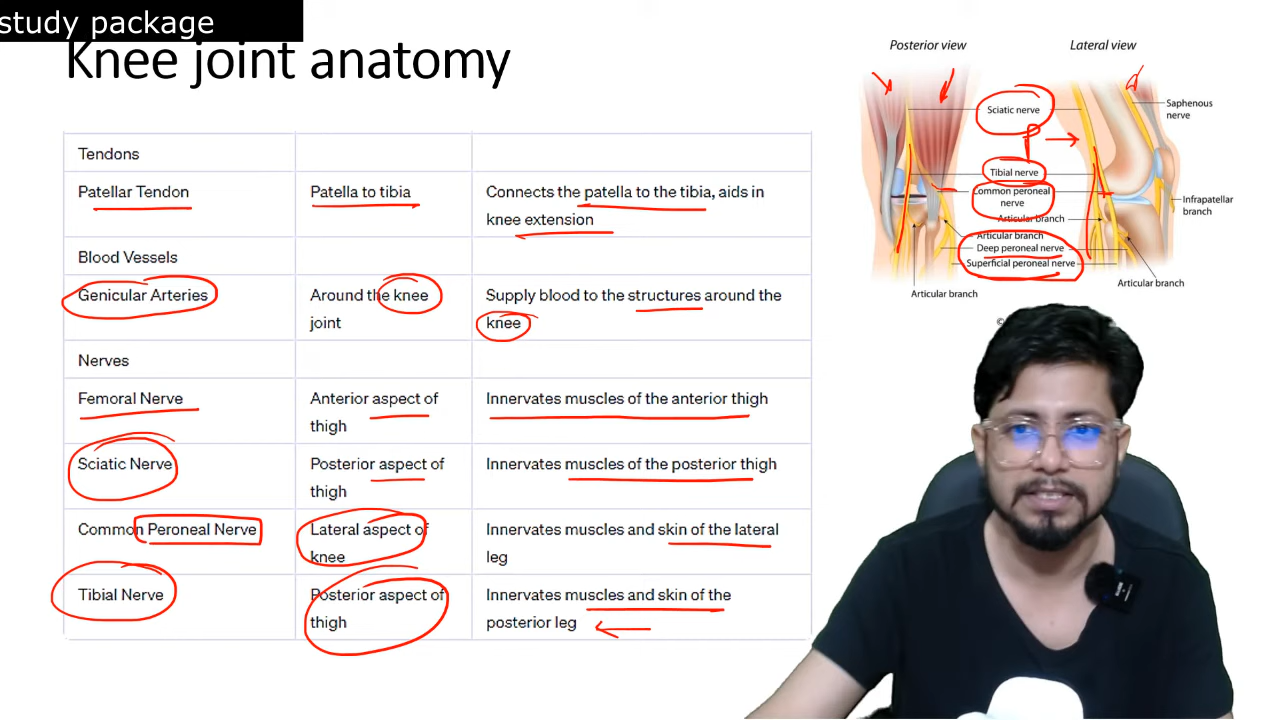 study package
Knee joint anatomy
Tendons
Patellar Tendon
Patella to tibia
Connects the patella to the tibia, aids in
knee extension
Blood Vessels
Genicular Arteries
Around the knee
joint
Supply blood to the structures around the
knee
Nerves
Femoral Nerve
Anterior aspect of
thigh
Innervates muscles of the anterior thigh
Sciatic Nerve
Posterior aspect of
thigh
Innervates muscles of the posterior thigh
Common Peroneal Nerve
Lateral aspect of
knee
Innervates muscles and skin of the lateral
leg
Tibial Nerve
Posterior aspect of
thigh
Innervates muscles and skin of the
posterior leg
Posterior view
Lateral view
Sciatic nerve
Saphenous
nerve
Tibial nerve
Common peroneal
nerve
Infrapatellar
branch
Articular branch
Articular branch
Deep peroneal nerve
Superficial peroneal nerve
Articular branch
Articular branch
©